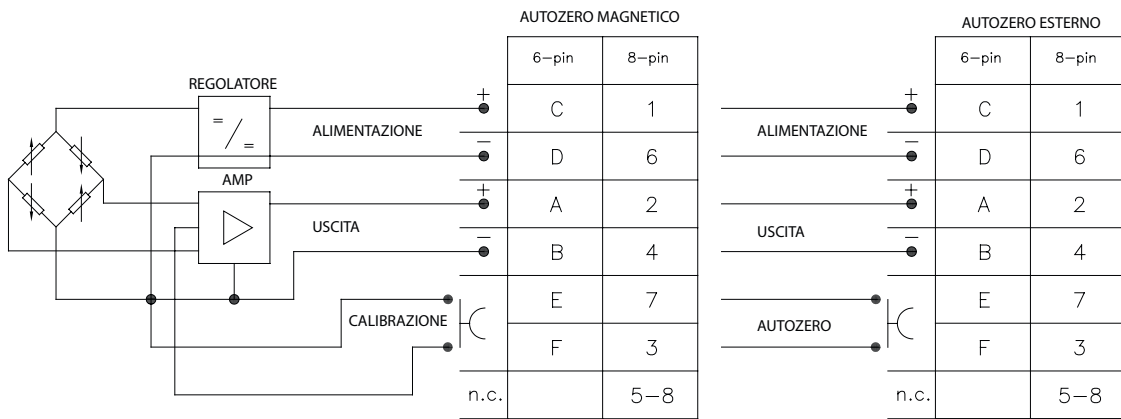 AUTOZERO MAGNETICO
6-pin 8-pin
REGOLATORE
= / =
+ C 1
ALIMENTAZIONE
- D 6
AMP
+ A 2
USCITA
- B 4
E 7
CALIBRAZIONE
F 3
n.c. 5-8
AUTOZERO ESTERNO
6-pin 8-pin
+ C 1
ALIMENTAZIONE
- D 6
+ A 2
USCITA
- B 4
E 7
AUTOZERO
F 3
n.c. 5-8